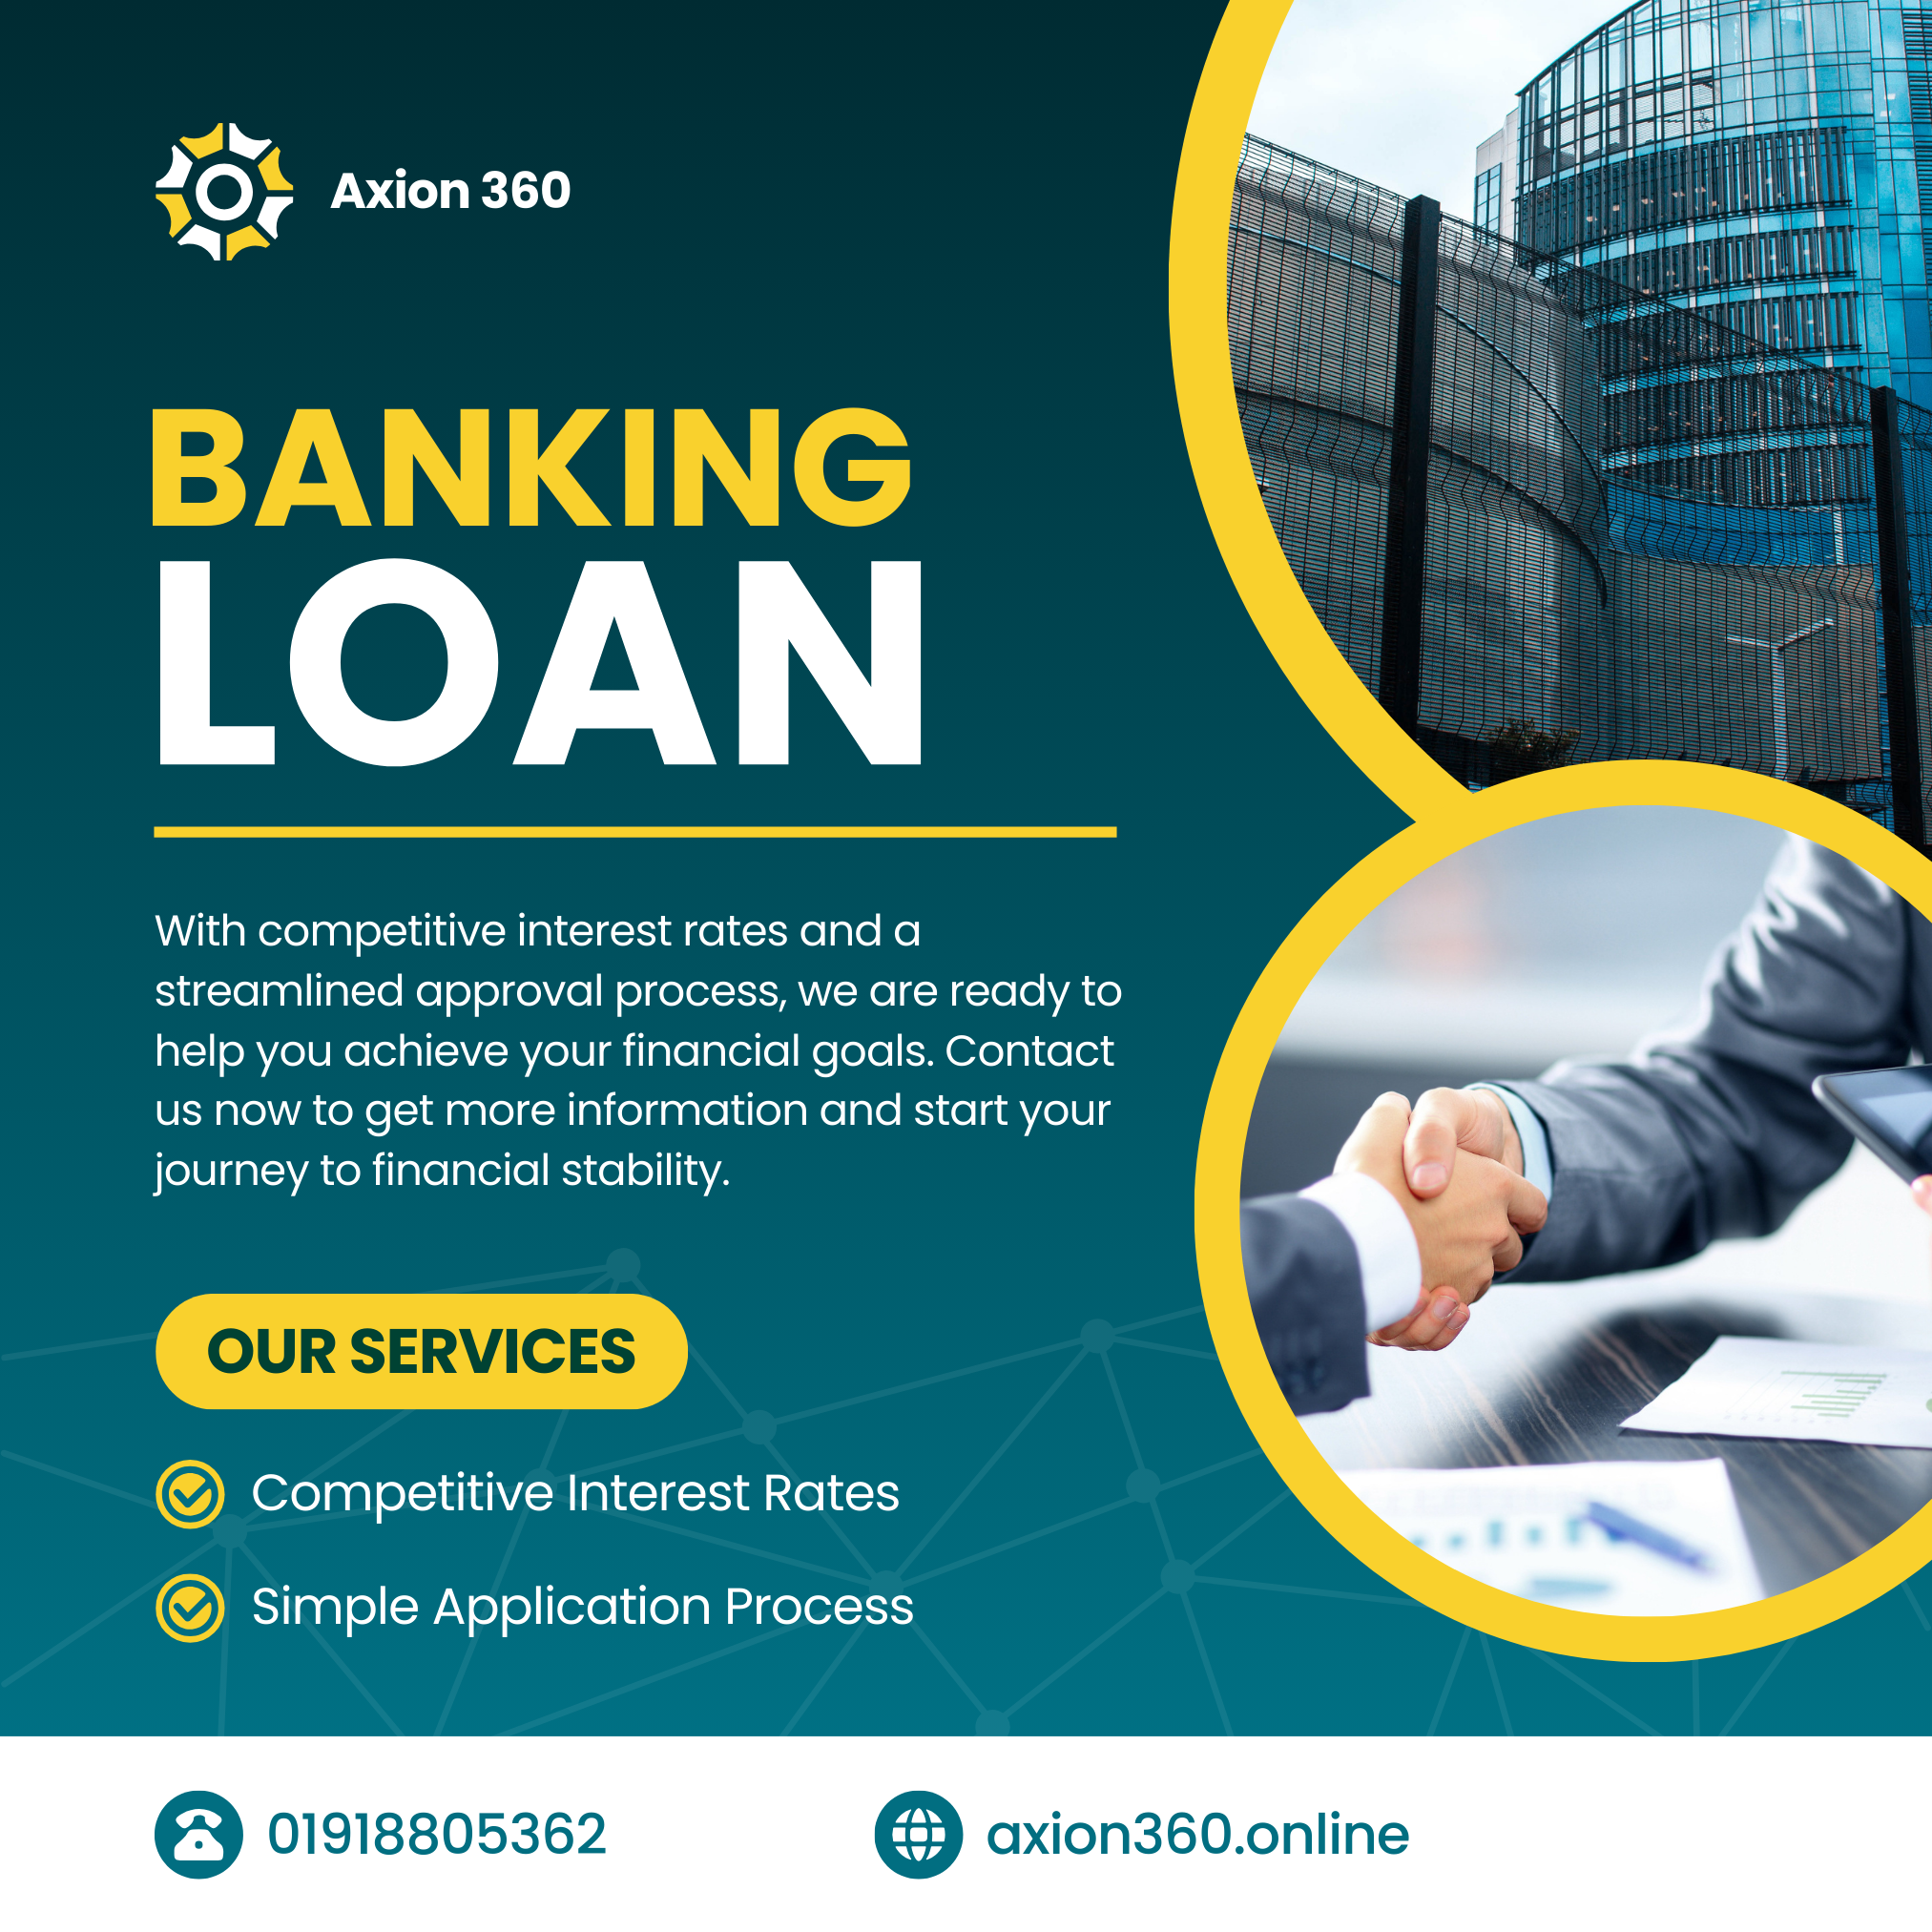 Axion 360
BANKING
LOAN
With competitive interest rates and a
streamlined approval process, we are ready to
help you achieve your financial goals. Contact
us now to get more information and start your
journey to financial stability.
OUR SERVICES
Competitive Interest Rates
Simple Application Process
01918805362
axion360.online